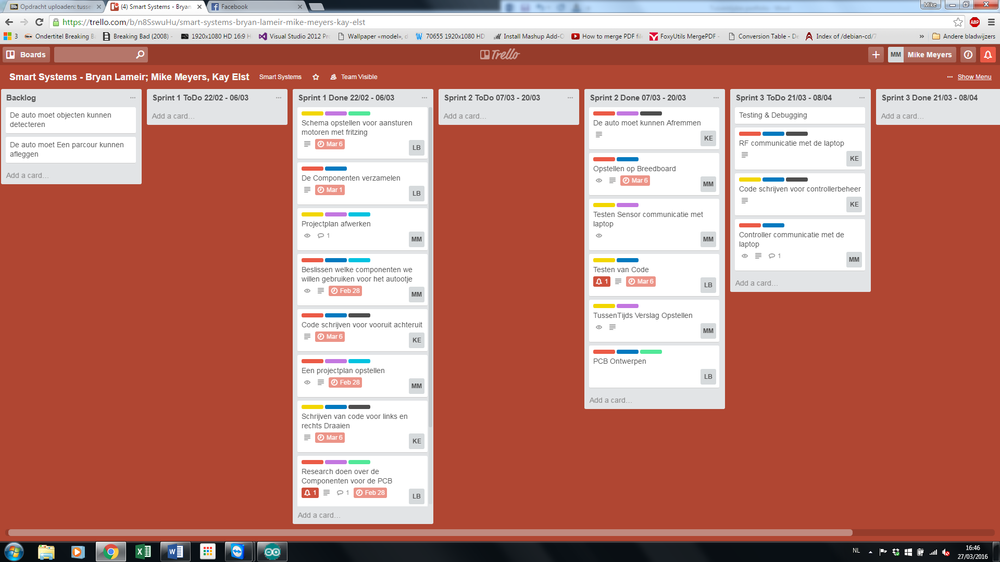 Opdracht uploaden: tusse
(4) Smart Systems - Bryan
Facebook
Mike
https://trello.com/b/n8SswuHu/smart-systems-bryan-lameir-mike-meyers-kay-elst
ABP
3
Ondertitel Breaking B
Breaking Bad (2008) -
1920x1080 HD 16:9 H
Visual Studio 2012 Pr
Wallpaper «model», d
70655 1920x1080 HD
Install Mashup Add-O
How to merge PDF fil
FoxyUtils MergePDF -
Conversion Table - De
Index of /debian-cd/7
»
Andere bladwijzers
Boards
Trello
MM
Mike Meyers
Smart Systems - Bryan Lameir; Mike Meyers, Kay Elst
Smart Systems
Team Visible
Show Menu
Backlog
De auto moet objecten kunnen
detecteren
De auto moet Een parcour kunnen
afleggen
Add a card…
Sprint 1 ToDo 22/02 - 06/03
Add a card…
Sprint 1 Done 22/02 - 06/03
Schema opstellen voor aansturen
motoren met fritzing
Mar 6
LB
De Componenten verzamelen
Mar 1
LB
Projectplan afwerken
1
MM
Beslissen welke componenten we
willen gebruiken voor het autootje
Feb 28
MM
Code schrijven voor vooruit achteruit
Mar 6
KE
Een projectplan opstellen
Feb 28
MM
Schrijven van code voor links en
rechts Draaien
Mar 6
KE
Research doen over de
Componenten voor de PCB
1
1
Feb 28
LB
Add a card…
Sprint 2 ToDo 07/03 - 20/03
Add a card…
Sprint 2 Done 07/03 - 20/03
De auto moet kunnen Afremmen
KE
Opstellen op Breedboard
Mar 6
MM
Testen Sensor communicatie met
laptop
MM
Testen van Code
1
Mar 6
LB
TussenTijds Verslag Opstellen
MM
PCB Ontwerpen
LB
Add a card…
Sprint 3 ToDo 21/03 - 08/04
Testing & Debugging
RF communicatie met de laptop
KE
Code schrijven voor controllerbeheer
KE
Controller communicatie met de
laptop
1
MM
Add a card…
Sprint 3 Done 21/03 - 08/04
Add a card…
NL
16:46
27/03/2016